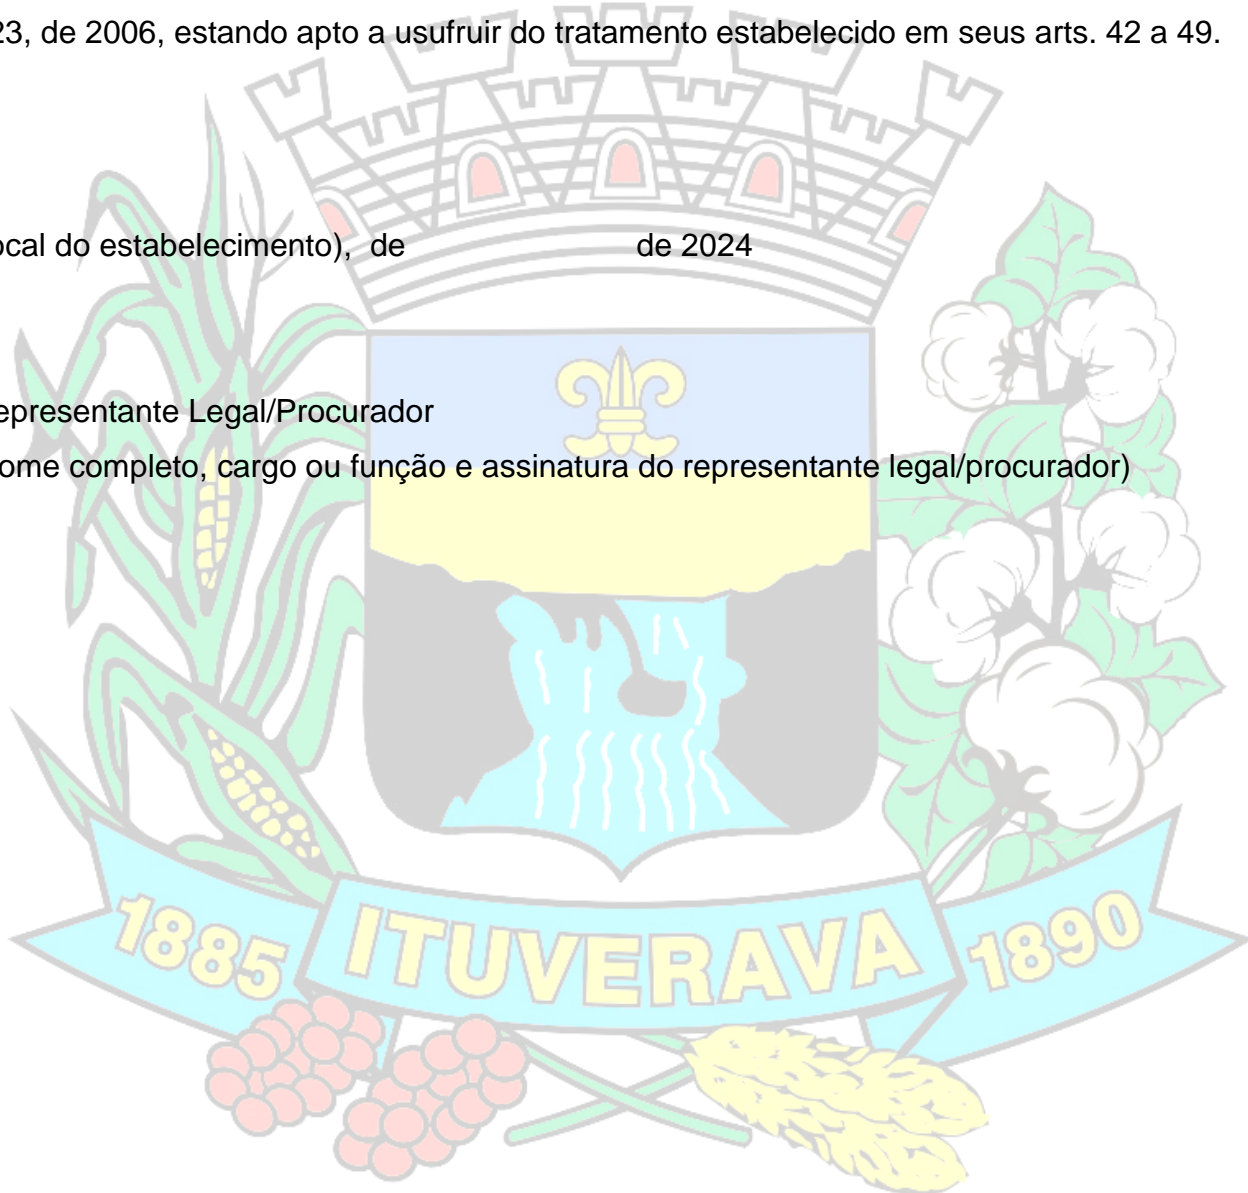 23, de 2006, estando apto a usufruir do tratamento estabelecido em seus arts. 42 a 49.
ocal do estabelecimento), de de 2024
epresentante Legal/Procurador
ome completo, cargo ou função e assinatura do representante legal/procurador)
1885 ITUVERAVA 1890